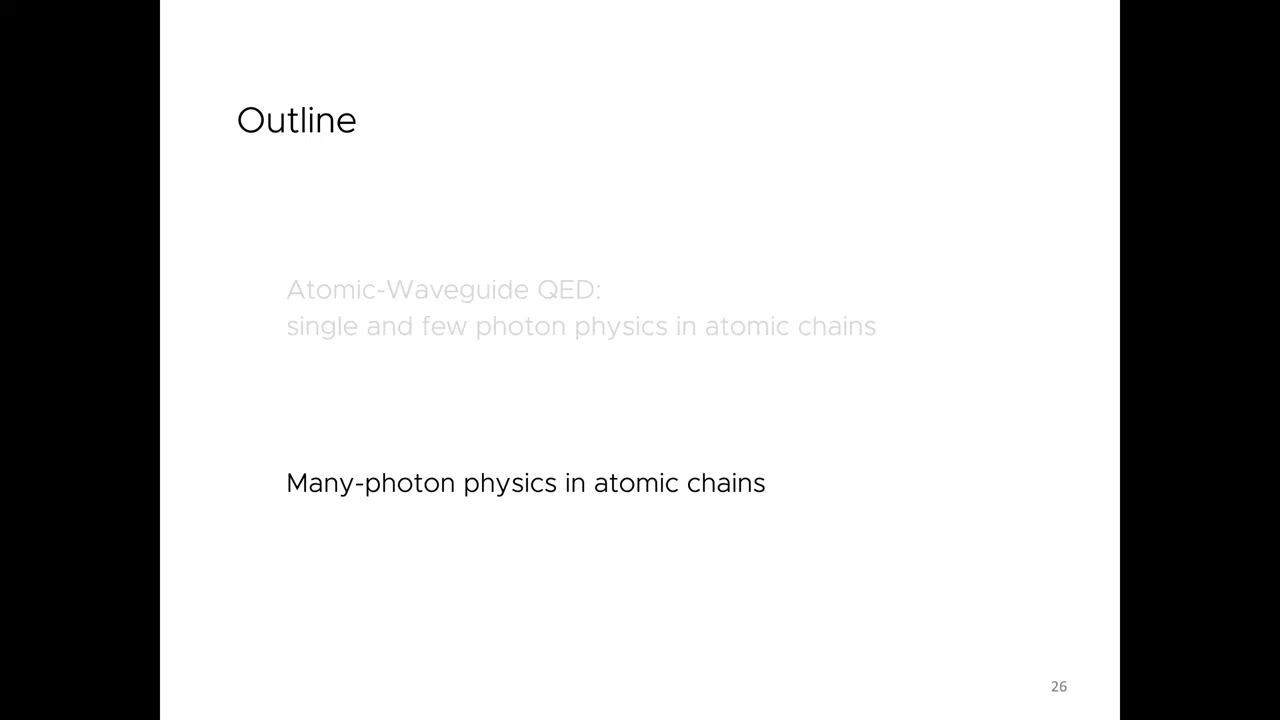 Outline
Atomic-Waveguide QED:
single and few photon physics in atomic chains
Many-photon physics in atomic chains
26